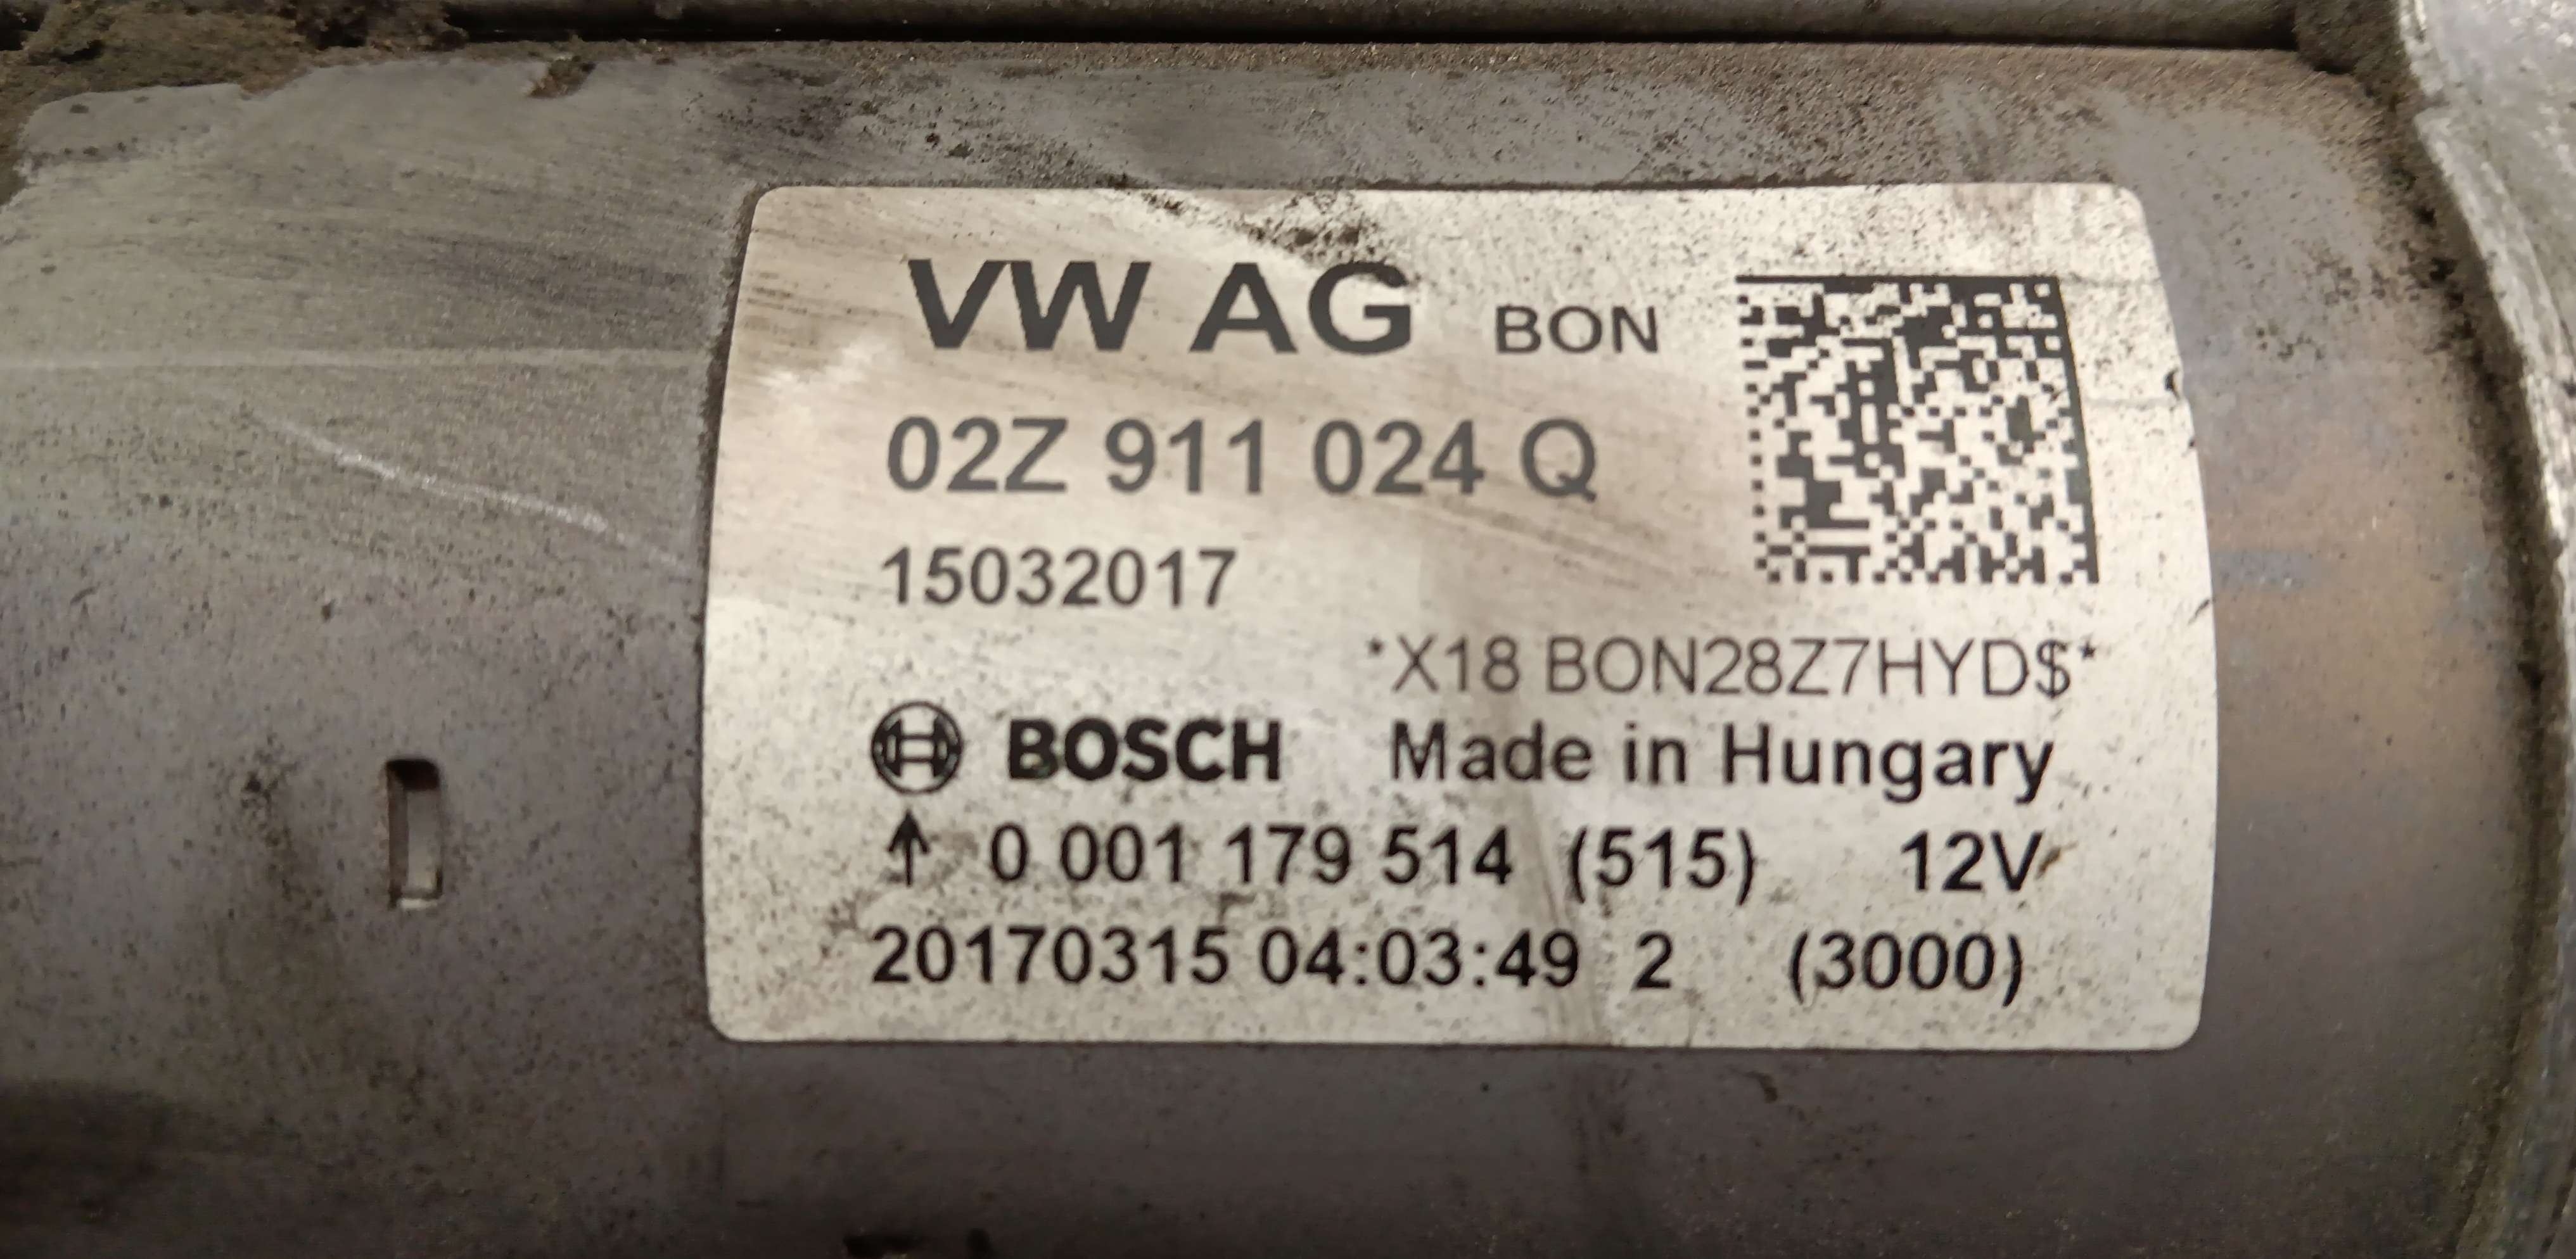 VW AG BON
02Z 911 024 Q
15032017
*X18 BON28Z7HYD$*
BOSCH Made in Hungary
↑ 0 001 179 514 (515) 12V
20170315 04:03:49 2 (3000)